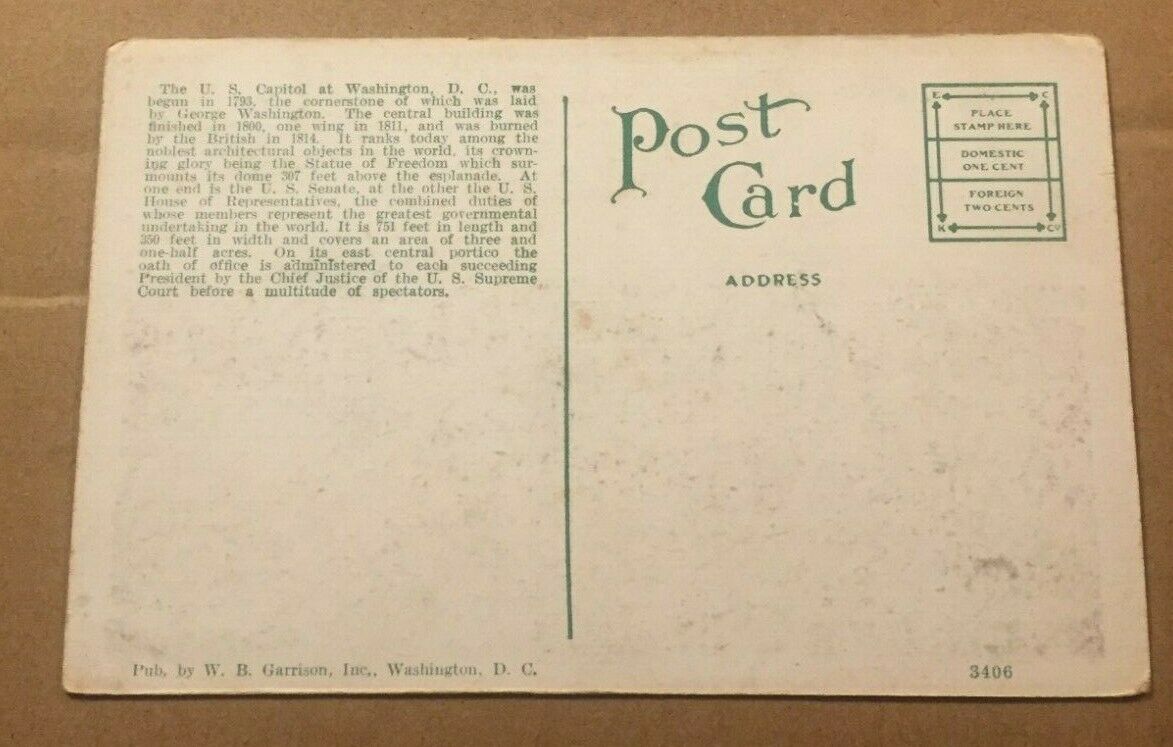 The U. S. Capitol at Washington, D. C., was
begun in 1793, the cornerstone of which was laid
by George Washington. The central building was
finished in 1800, one wing in 1811, and was burned
by the British in 1814. It ranks today among the
noblest architectural objects in the world, its crown-
ing glory being the Statue of Freedom which sur-
mounts its dome 307 feet above the esplanade. At
one end is the U. S. Senate, at the other the U. S.
House of Representatives, the combined duties of
whose members represent the greatest governmental
undertaking in the world. It is 751 feet in length and
350 feet in width and covers an area of three and
one-half acres. On its east central portico the
oath of office is administered to each succeeding
President by the Chief Justice of the U. S. Supreme
Court before a multitude of spectators.
Pub. by W. B. Garrison, Inc., Washington, D. C.
Post
Card
ADDRESS
E C
PLACE
STAMP HERE
DOMESTIC
ONE CENT
FOREIGN
TWO CENTS
K Co
3406